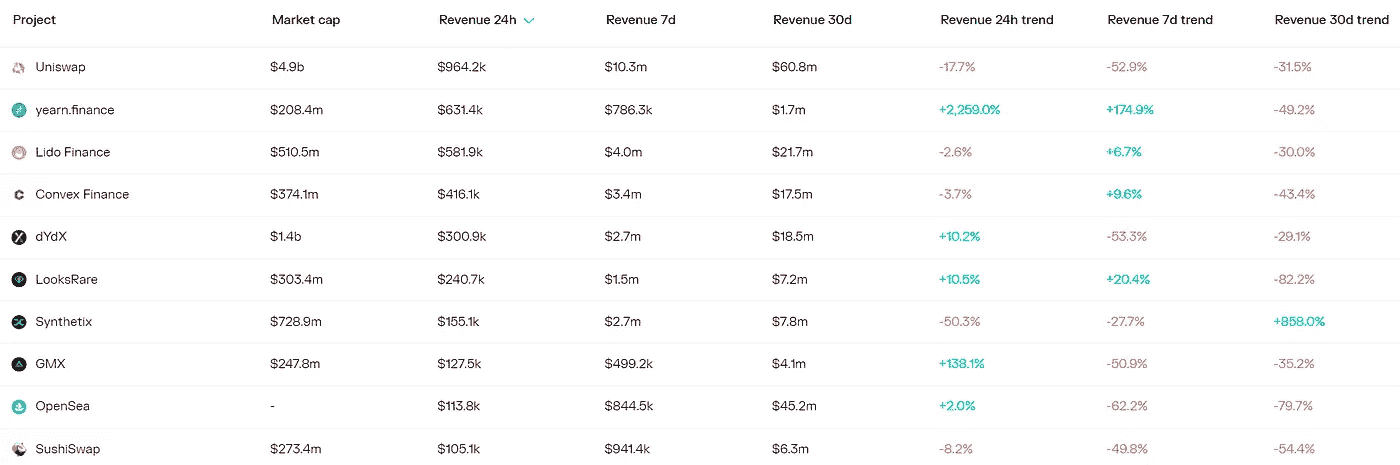 Project Market cap Revenue 24h Revenue 7d Revenue 30d Revenue 24h trend Revenue 7d trend Revenue 30d trend
Uniswap $4.9b $964.2k $10.3m $60.8m -17.7% -52.9% -31.5%
yearn.finance $208.4m $631.4k $786.3k $1.7m +2,259.0% +174.9% -49.2%
Lido Finance $510.5m $581.9k $4.0m $21.7m -2.6% +6.7% -30.0%
Convex Finance $374.1m $416.1k $3.4m $17.5m -3.7% +9.6% -43.4%
dYdX $1.4b $300.9k $2.7m $18.5m +10.2% -53.3% -29.1%
LooksRare $303.4m $240.7k $1.5m $7.2m +10.5% +20.4% -82.2%
Synthetix $728.9m $155.1k $2.7m $7.8m -50.3% -27.7% +858.0%
GMX $247.8m $127.5k $499.2k $4.1m +138.1% -50.9% -35.2%
OpenSea - $113.8k $844.5k $45.2m +2.0% -62.2% -79.7%
SushiSwap $273.4m $105.1k $941.4k $6.3m -8.2% -49.8% -54.4%